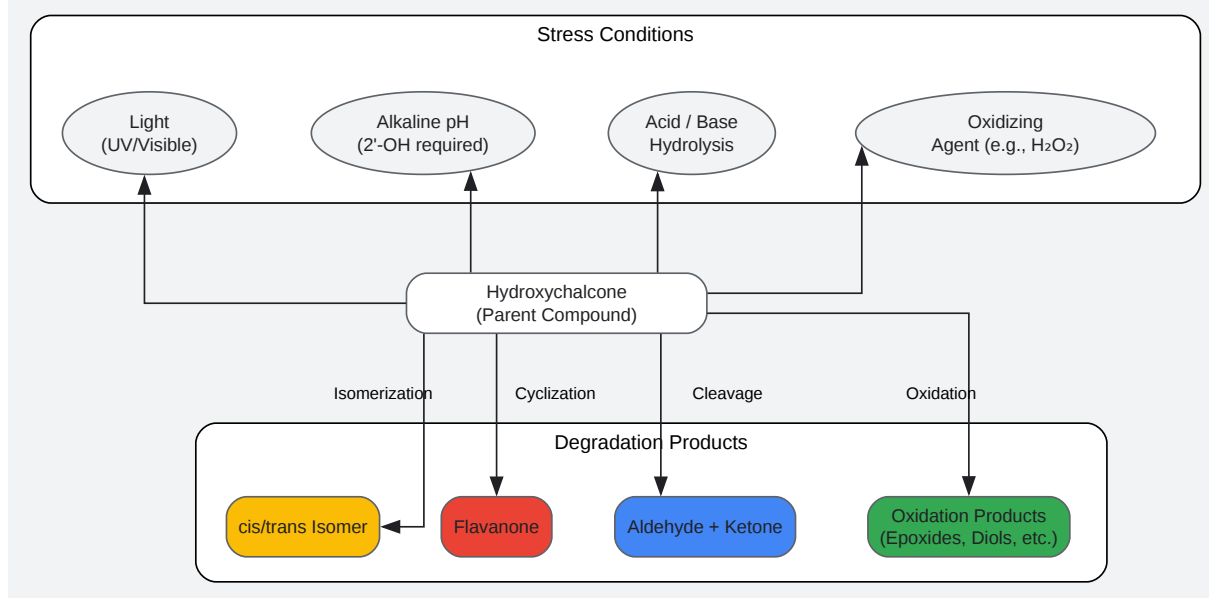 Stress Conditions
Light
(UV/Visible)
Alkaline pH
(2'-OH required)
Acid / Base
Hydrolysis
Oxidizing
Agent (e.g., H₂O₂)
Hydroxychalcone
(Parent Compound)
Isomerization
Cyclization
Cleavage
Oxidation
Degradation Products
cis/trans Isomer
Flavanone
Aldehyde + Ketone
Oxidation Products
(Epoxides, Diols, etc.)